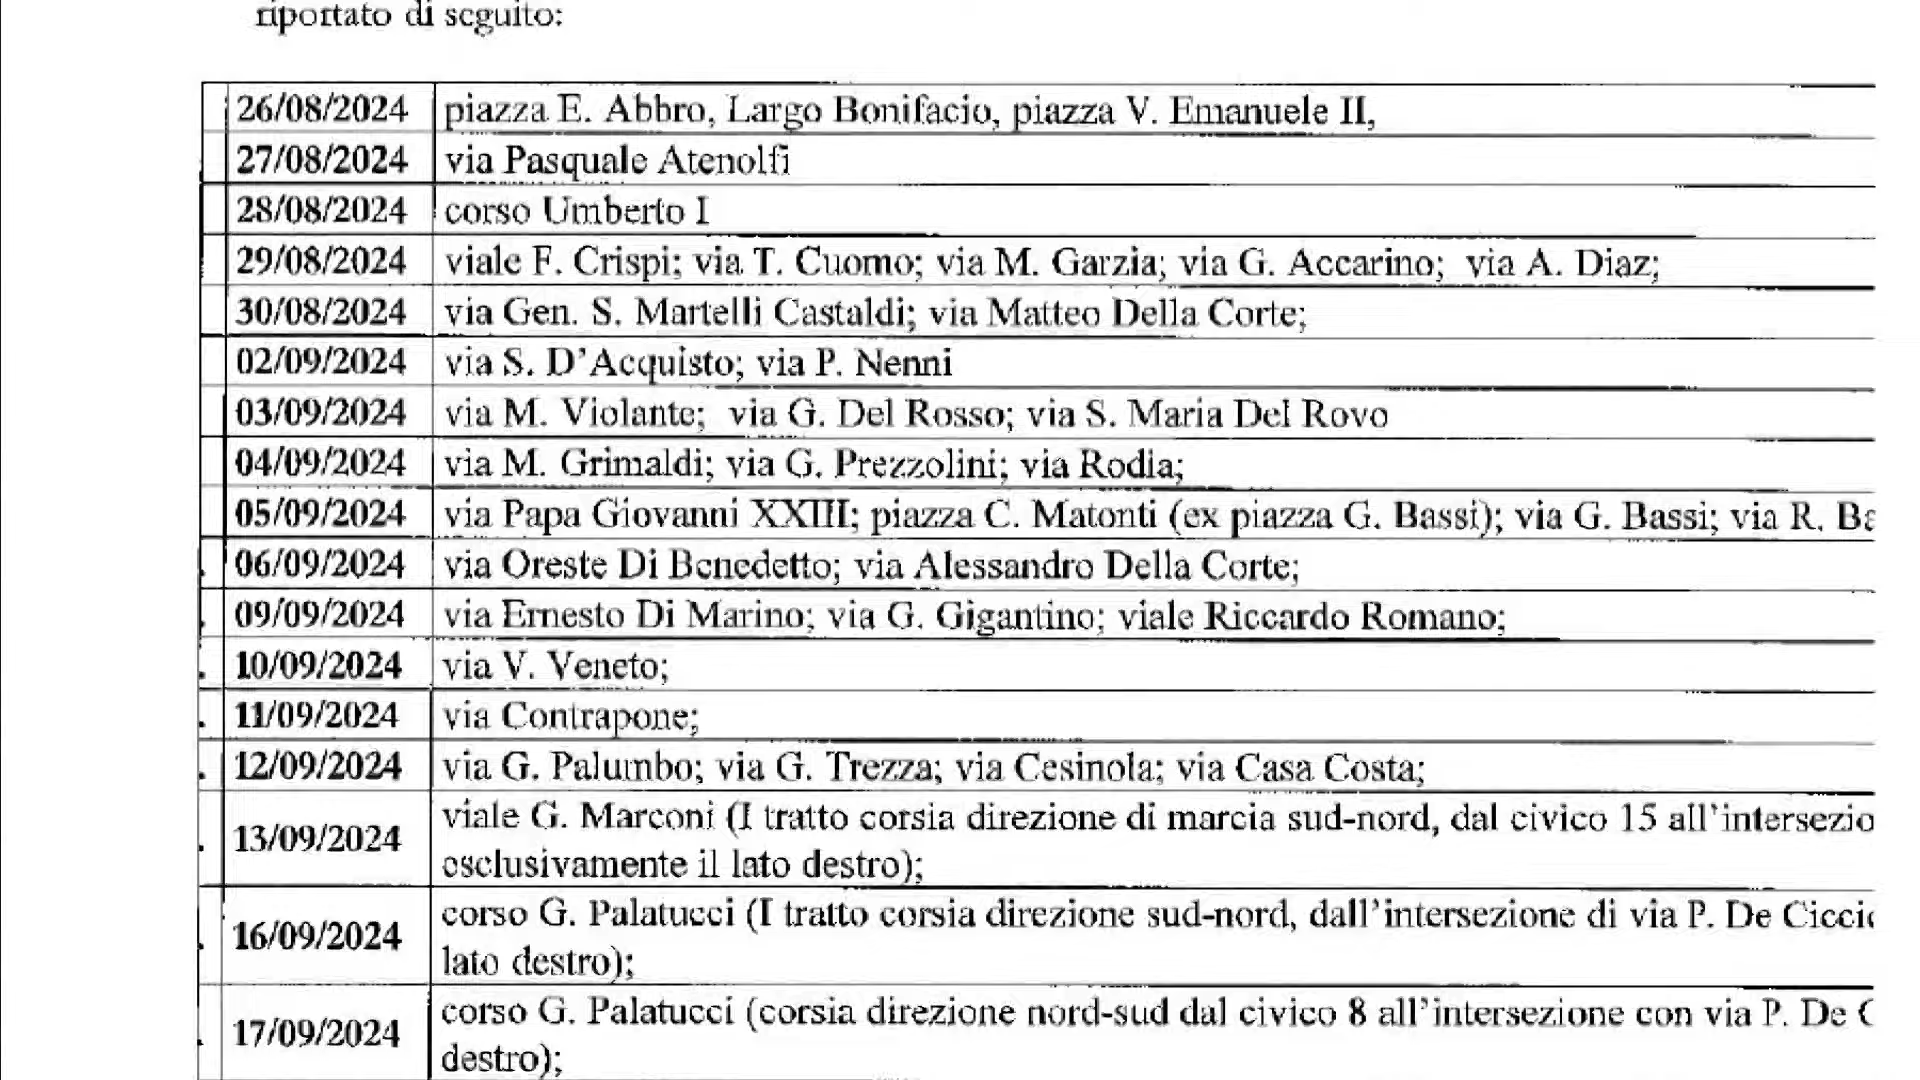 riportato di seguito:
26/08/2024 piazza E. Abbro, Largo Bonifacio, piazza V. Emanuele II,
27/08/2024 via Pasquale Atenolfi
28/08/2024 corso Umberto I
29/08/2024 viale F. Crispi; via T. Cuomo; via M. Garzia; via G. Accarino; via A. Diaz;
30/08/2024 via Gen. S. Martelli Castaldi; via Matteo Della Corte;
02/09/2024 via S. D'Acquisto; via P. Nenni
03/09/2024 via M. Violante; via G. Del Rosso; via S. Maria Del Rovo
04/09/2024 via M. Grimaldi; via G. Prezzolini; via Rodia;
05/09/2024 via Papa Giovanni XXIII; piazza C. Matonti (ex piazza G. Bassi); via G. Bassi; via R.
06/09/2024 via Oreste Di Benedetto; via Alessandro Della Corte;
09/09/2024 via Ernesto Di Marino; via G. Gigantino; viale Riccardo Romano;
10/09/2024 via V. Veneto;
11/09/2024 via Contrapone;
12/09/2024 via G. Palumbo; via G. Trezza; via Cesinola; via Casa Costa;
13/09/2024 viale G. Marconi (I tratto corsia direzione di marcia sud-nord, dal civico 15 all'intersezio
esclusivamente il lato destro);
16/09/2024 corso G. Palatucci (I tratto corsia direzione sud-nord, dall'intersezione di via P. De
lato destro);
17/09/2024 corso G. Palatucci (corsia direzione nord-sud dal civico 8 all'intersezione con via P. De
destro);